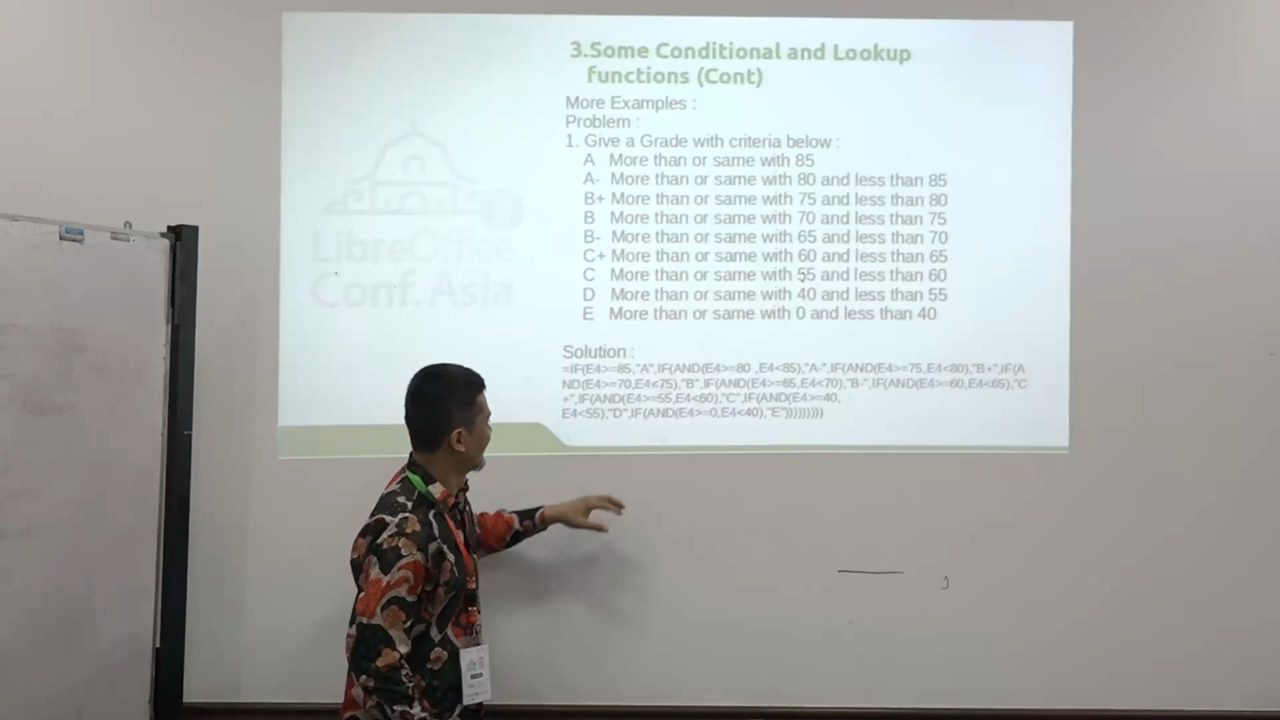 3.Some Conditional and Lookup
functions (Cont)
More Examples :
Problem :
1. Give a Grade with criteria below :
A More than or same with 85
A- More than or same with 80 and less than 85
B+ More than or same with 75 and less than 80
B More than or same with 70 and less than 75
B- More than or same with 65 and less than 70
C+ More than or same with 60 and less than 65
C More than or same with 55 and less than 60
D More than or same with 40 and less than 55
E More than or same with 0 and less than 40
Solution :
=IF(E4>=85,"A",IF(AND(E4>=80 ,E4<85),"A-",IF(AND(E4>=75,E4<80),"B+",IF(A
ND(E4>=70,E4<75),"B",IF(AND(E4>=65,E4<70),"B-",IF(AND(E4>=60,E4<65),"C
+",IF(AND(E4>=55,E4<60),"C",IF(AND(E4>=40,
E4<55),"D",IF(AND(E4>=0,E4<40),"E")))))))))
LibreOffice
Conf.Asia